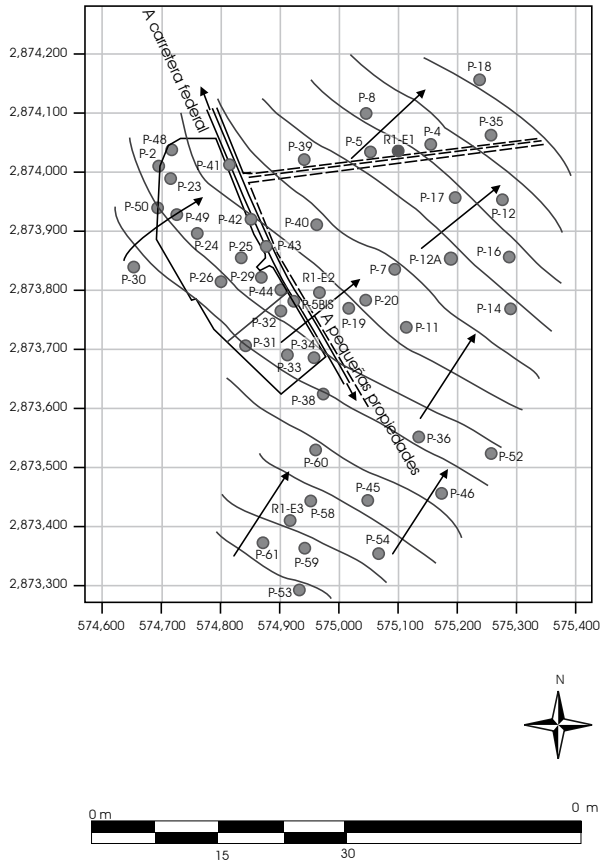 A carretera federal
2,874,200
P-18
P-8
2,874,100
P-35
P-48
P-5
R1-E1
P-4
P-39
P-2
P-41
2,874,000
P-23
P-17
P-12
P-50
P-49
P-42
P-40
2,873,900
P-24
P-25
P-43
P-12A
P-16
P-30
P-26
P-29
R1-E2
P-7
2,873,800
P-44
P-5BIS
P-20
P-14
P-32
P-19
P-11
2,873,700
P-31
P-34
P-33
A pequeñas propiedades
P-38
2,873,600
P-36
P-52
P-60
2,873,500
P-45
P-46
R1-E3
P-58
2,873,400
P-61
P-59
P-54
2,873,300
P-53
574,600 574,700 574,800 574,900 575,000 575,100 575,200 575,300 575,400
N
0 m 0 m
15 30